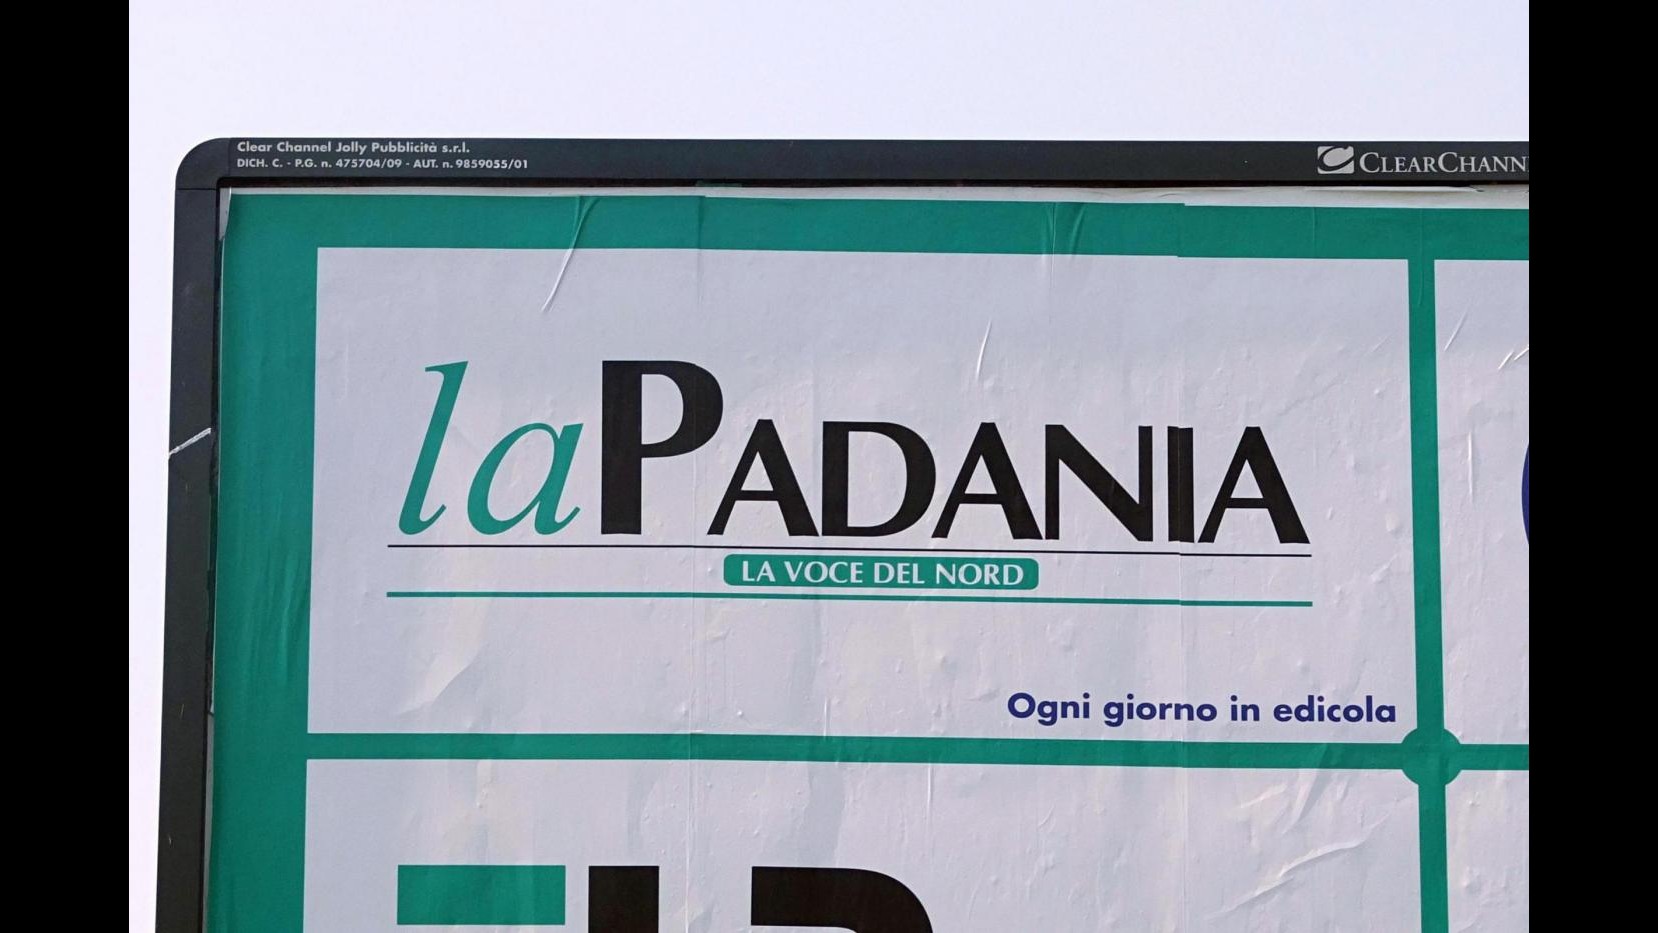 Clear Channel Jolly Pubblicità s.r.l.
DICH. C. - P.G. n. 475704/09 - AUT. n. 9859055/01
CLEARCHANN
laPADANIA
LA VOCE DEL NORD
Ogni giorno in edicola